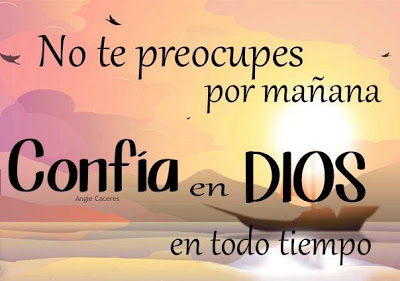 No te preocupes
por mañana
Confía en DIOS
Angie Caceres
en todo tiempo